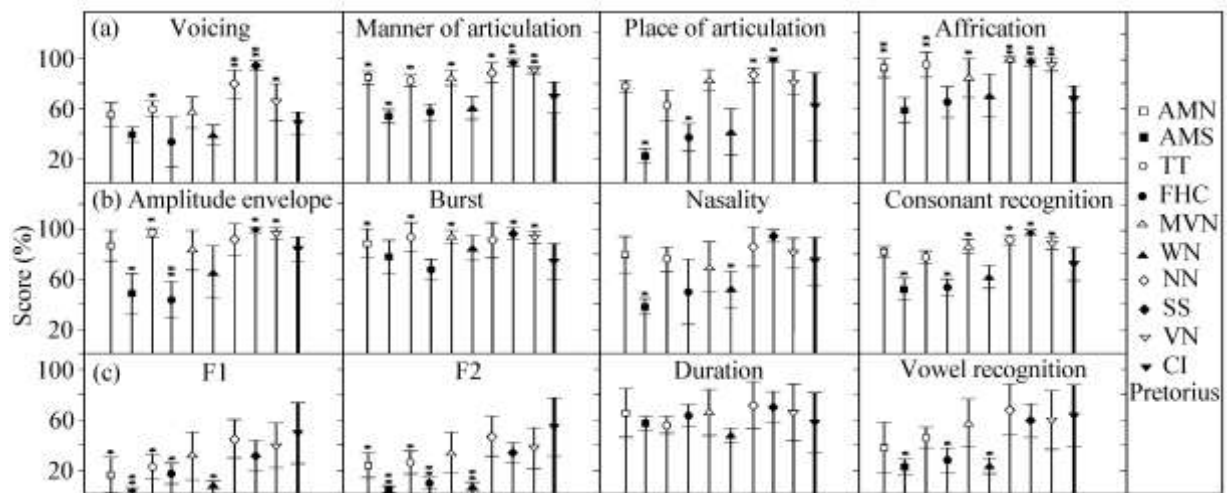 (a) Voicing Manner of articulation Place of articulation Affrication
100
60
20
(b) Amplitude envelope Burst Nasality Consonant recognition
100
60
20
(c) F1 F2 Duration Vowel recognition
100
60
20
Score (%)
AMN
AMS
TT
FHC
MVN
WN
NN
SS
VN
CI
Pretorius